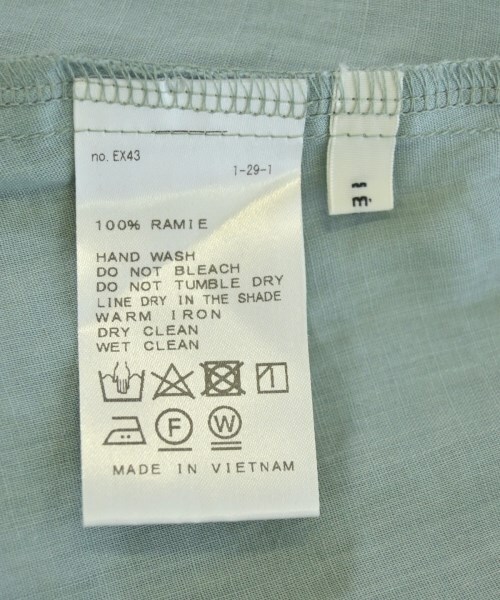 no. EX43
1-29-1
100% RAMIE
HAND WASH
DO NOT BLEACH
DO NOT TUMBLE DRY
LINE DRY IN THE SHADE
WARM IRON
DRY CLEAN
WET CLEAN
F
W
MADE IN VIETNAM